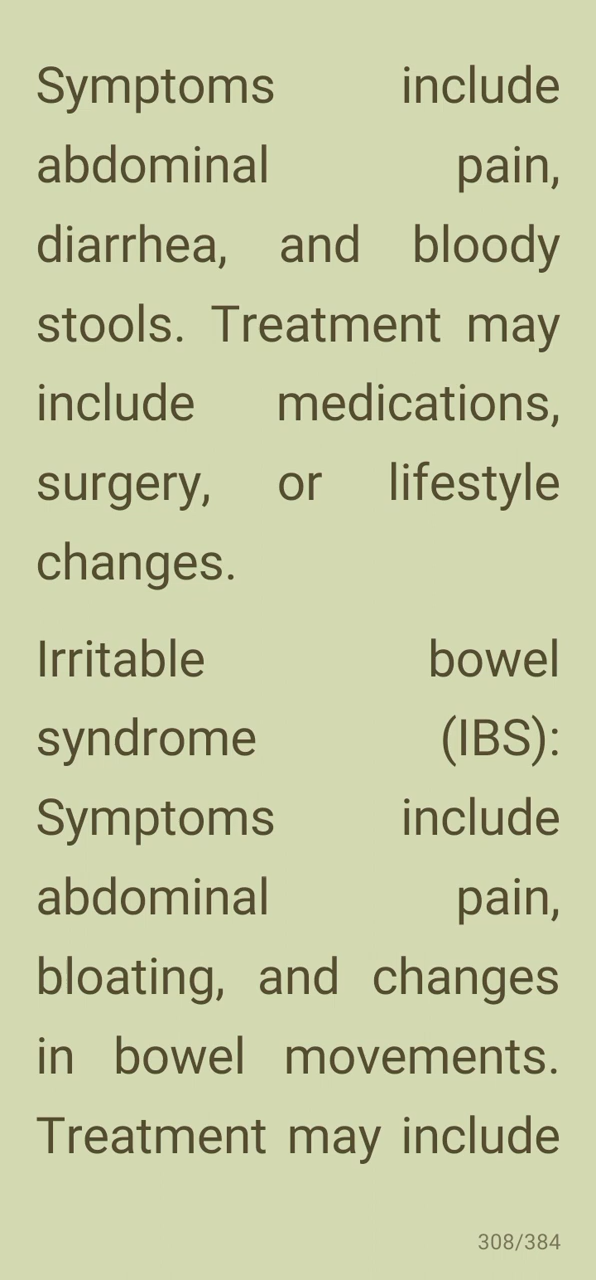 Symptoms include
abdominal pain,
diarrhea, and bloody
stools. Treatment may
include medications,
surgery, or lifestyle
changes.
Irritable bowel
syndrome (IBS):
Symptoms include
abdominal pain,
bloating, and changes
in bowel movements.
Treatment may include
308/384